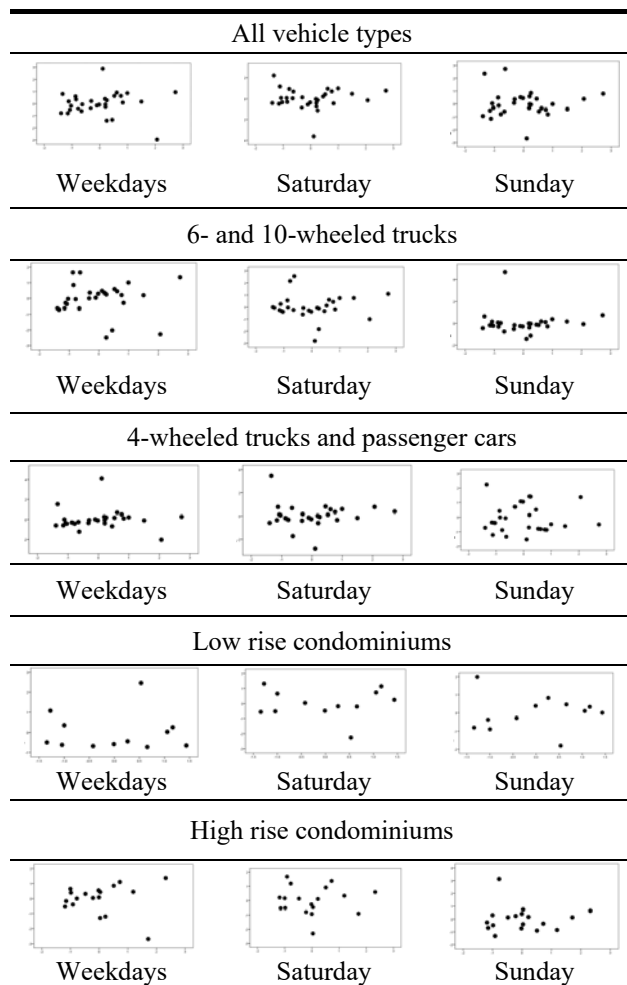 All vehicle types
Weekdays Saturday Sunday
6- and 10-wheeled trucks
Weekdays Saturday Sunday
4-wheeled trucks and passenger cars
Weekdays Saturday Sunday
Low rise condominiums
Weekdays Saturday Sunday
High rise condominiums
Weekdays Saturday Sunday